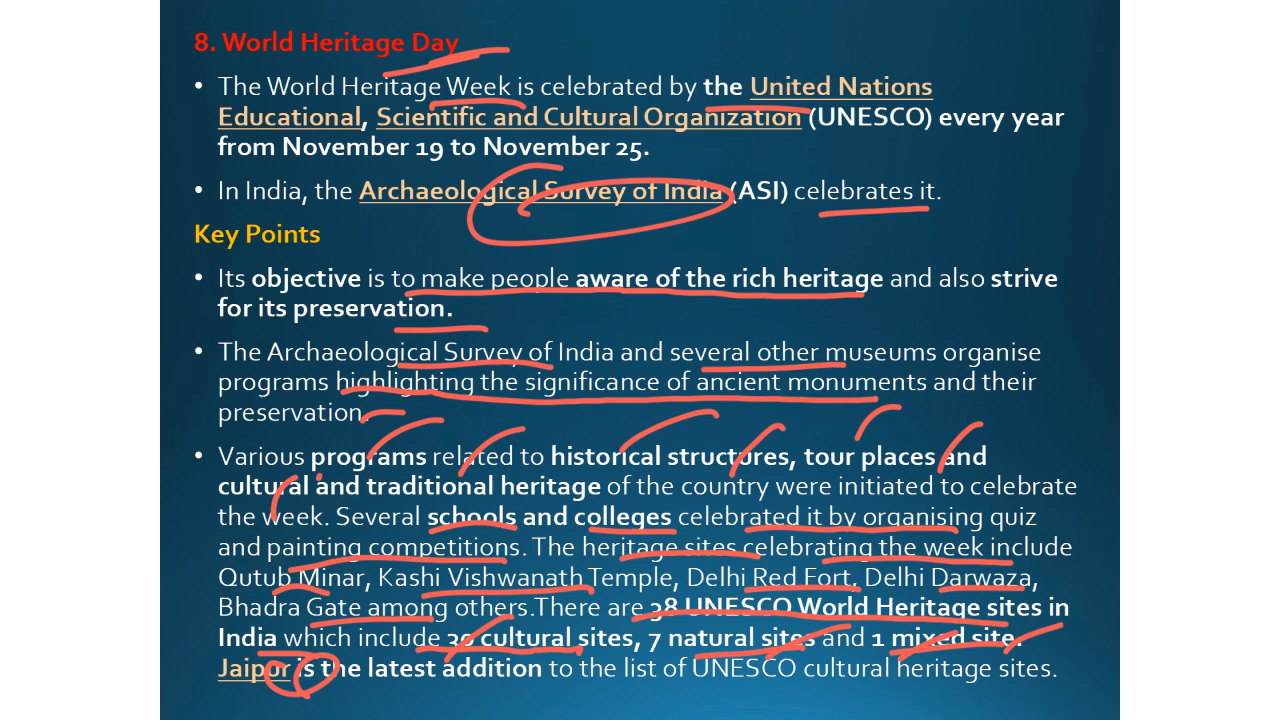 8. World Heritage Day
• The World Heritage Week is celebrated by the United Nations
Educational, Scientific and Cultural Organization (UNESCO) every year
from November 19 to November 25.
• In India, the Archaeological Survey of India (ASI) celebrates it.
Key Points
• Its objective is to make people aware of the rich heritage and also strive
for its preservation.
• The Archaeological Survey of India and several other museums organise
programs highlighting the significance of ancient monuments and their
preservation.
• Various programs related to historical structures, tour places and
cultural and traditional heritage of the country were initiated to celebrate
the week. Several schools and colleges celebrated it by organising quiz
and painting competitions. The heritage sites celebrating the week include
Qutub Minar, Kashi Vishwanath Temple, Delhi Red Fort, Delhi Darwaza,
Bhadra Gate among others.There are 38 UNESCO World Heritage sites in
India which include 30 cultural sites, 7 natural sites and 1 mixed site.
Jaipur is the latest addition to the list of UNESCO cultural heritage sites.